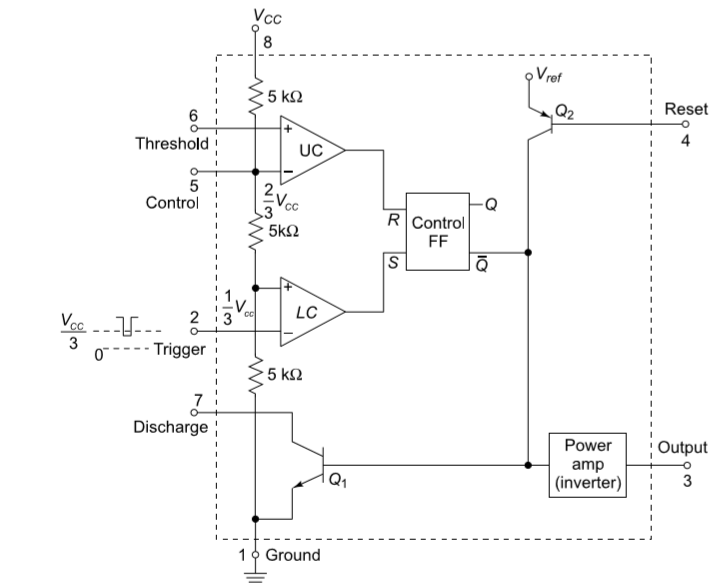 VCC
8
5 kΩ
6
Threshold
+
UC
−
5
Control
2/3 Vcc
5kΩ
Vref
Q2
Reset
4
R
Control
FF
Q
S
Q̄
+
LC
−
1/3 Vcc
Vcc/3
0
2
Trigger
5 kΩ
7
Discharge
Q1
Power
amp
(inverter)
Output
3
1
Ground